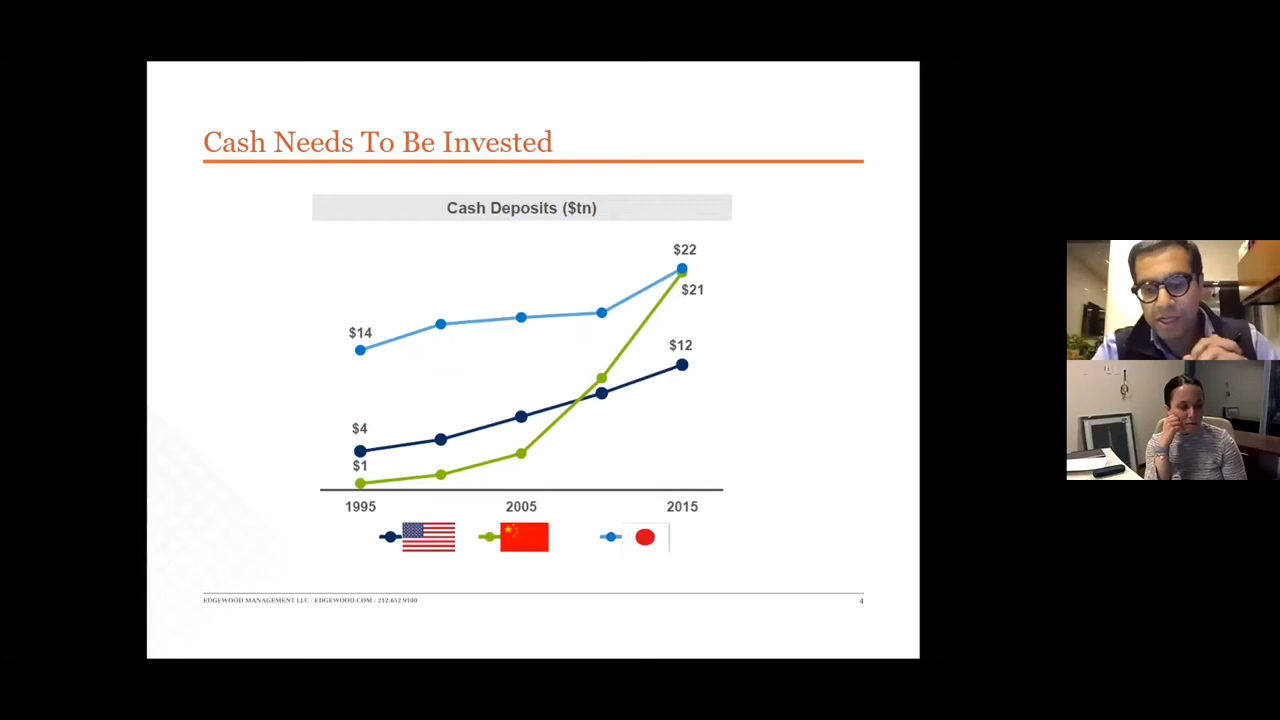 Cash Needs To Be Invested
Cash Deposits ($tn)
$22
$21
$14
$12
$4
$1
1995 2005 2015
EDGEWOOD MANAGEMENT LLC / EDGEWOOD.COM / 212.652.9100 4